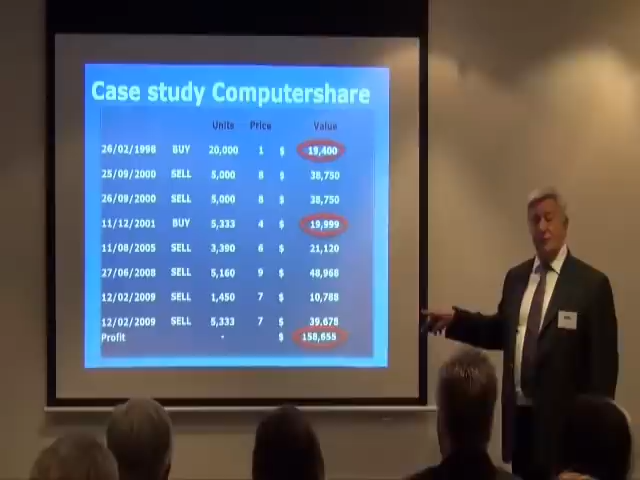 Case study Computershare
Units Price Value
26/02/1998 BUY 20,000 1 $ 19,400
25/09/2000 SELL 5,000 8 $ 38,750
26/09/2000 SELL 5,000 8 $ 38,750
11/12/2001 BUY 5,333 4 $ 19,999
11/08/2005 SELL 3,390 6 $ 21,120
27/06/2008 SELL 5,160 9 $ 48,968
12/02/2009 SELL 1,450 7 $ 10,788
12/02/2009 SELL 5,333 7 $ 39,678
Profit - $ 158,655